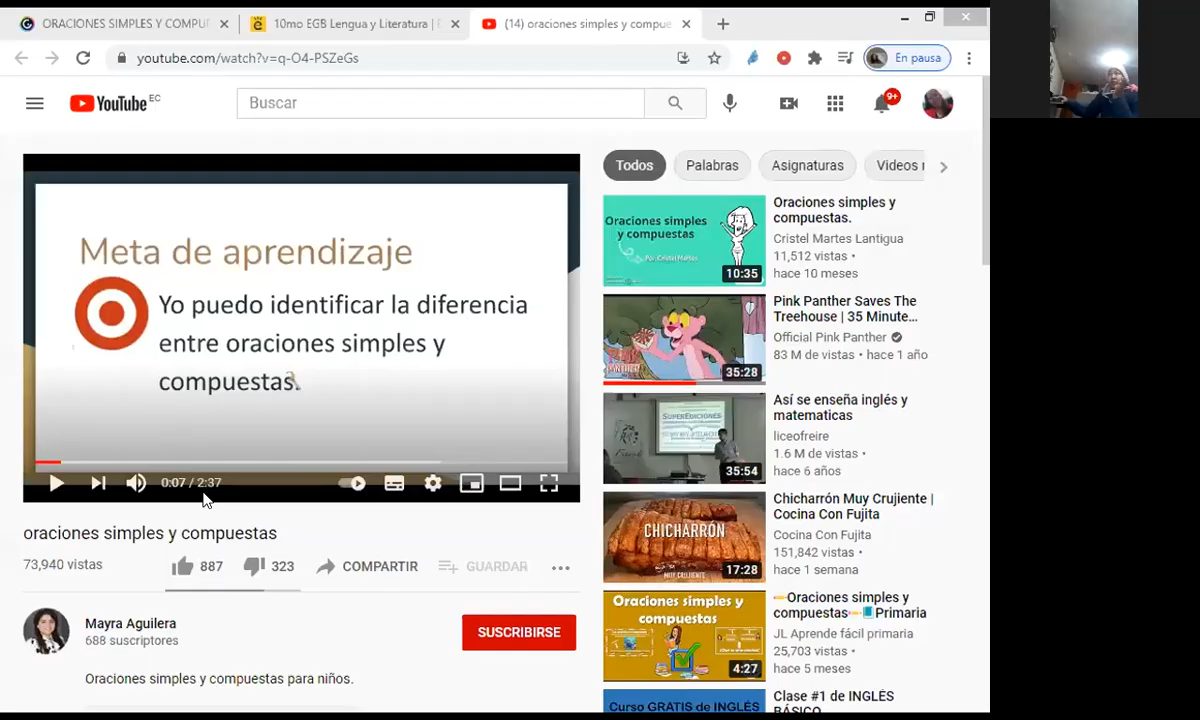 ORACIONES SIMPLES Y COMPU
10mo EGB Lengua y Literatura |
(14) oraciones simples y compue
youtube.com/watch?v=q-O4-PSZeGs
En pausa
YouTube EC
Buscar
9+
Meta de aprendizaje
Yo puedo identificar la diferencia
entre oraciones simples y
compuestas.
0:07 / 2:37
oraciones simples y compuestas
73,940 vistas
887
323
COMPARTIR
GUARDAR
Mayra Aguilera
688 suscriptores
SUSCRIBIRSE
Oraciones simples y compuestas para niños.
Todos
Palabras
Asignaturas
Videos
Oraciones simples
y compuestas
Por: Cristel Martes
10:35
Oraciones simples y
compuestas.
Cristel Martes Lantigua
11,512 vistas •
hace 10 meses
35:28
Pink Panther Saves The
Treehouse | 35 Minute...
Official Pink Panther
83 M de vistas • hace 1 año
SUPEREDICIONES
35:54
Así se enseña inglés y
matematicas
liceofreire
1.6 M de vistas •
hace 6 años
CHICHARRÓN
MUY CRUJIENTE
17:28
Chicharrón Muy Crujiente |
Cocina Con Fujita
Cocina Con Fujita
151,842 vistas •
hace 1 semana
Oraciones simples y
compuestas
4:27
Oraciones simples y
compuestas Primaria
JL Aprende fácil primaria
25,703 vistas •
hace 5 meses
Curso GRATIS de INGLÉS
Clase #1 de INGLÉS
BÁSICO